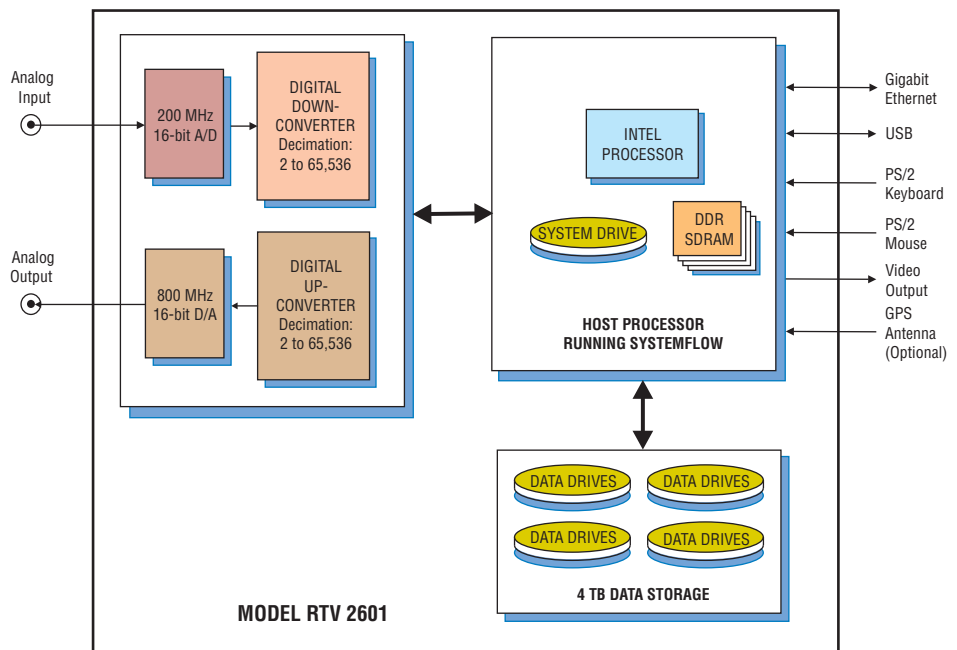 Analog
Input
200 MHz
16-bit A/D
DIGITAL
DOWN-
CONVERTER
Decimation:
2 to 65,536
Analog
Output
800 MHz
16-bit D/A
DIGITAL
UP-
CONVERTER
Decimation:
2 to 65,536
INTEL
PROCESSOR
SYSTEM DRIVE
DDR
SDRAM
HOST PROCESSOR
RUNNING SYSTEMFLOW
Gigabit
Ethernet
USB
PS/2
Keyboard
PS/2
Mouse
Video
Output
GPS
Antenna
(Optional)
DATA DRIVES
DATA DRIVES
DATA DRIVES
DATA DRIVES
4 TB DATA STORAGE
MODEL RTV 2601